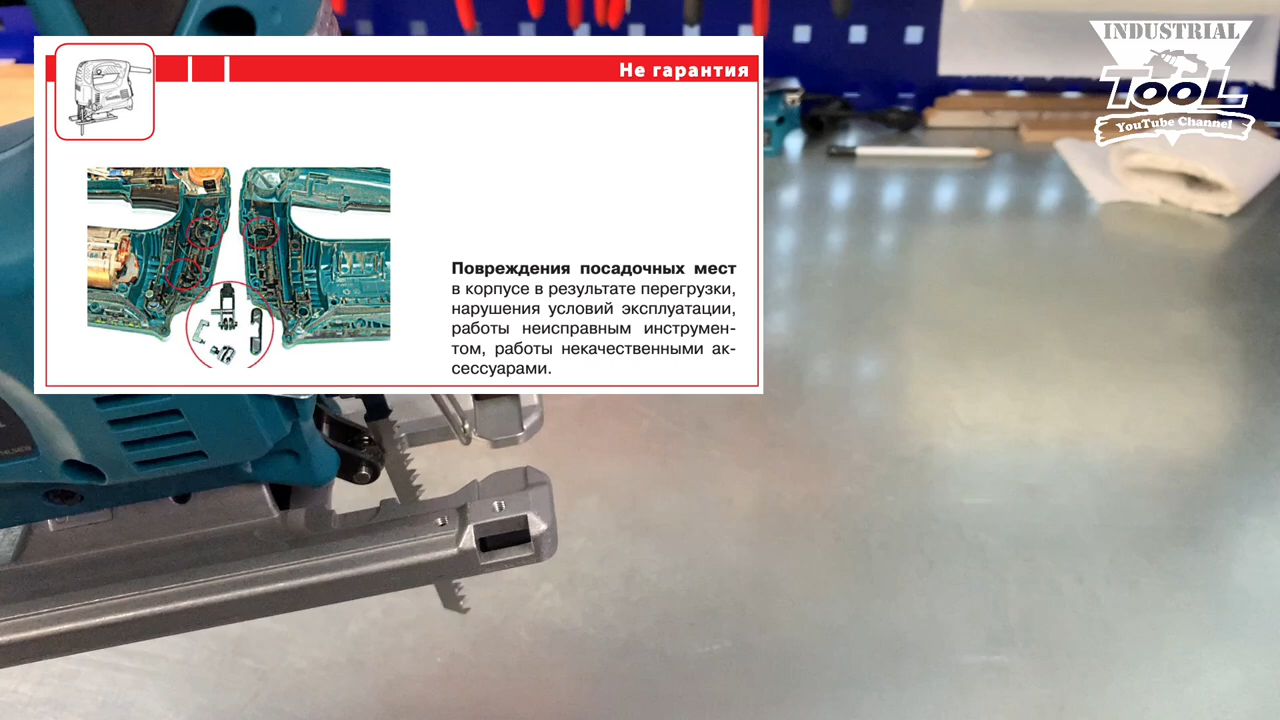 Не гарантия
Повреждения посадочных мест
в корпусе в результате перегрузки,
нарушения условий эксплуатации,
работы неисправным инструмен-
том, работы некачественными ак-
сессуарами.
INDUSTRIAL
TooL
YouTube Channel